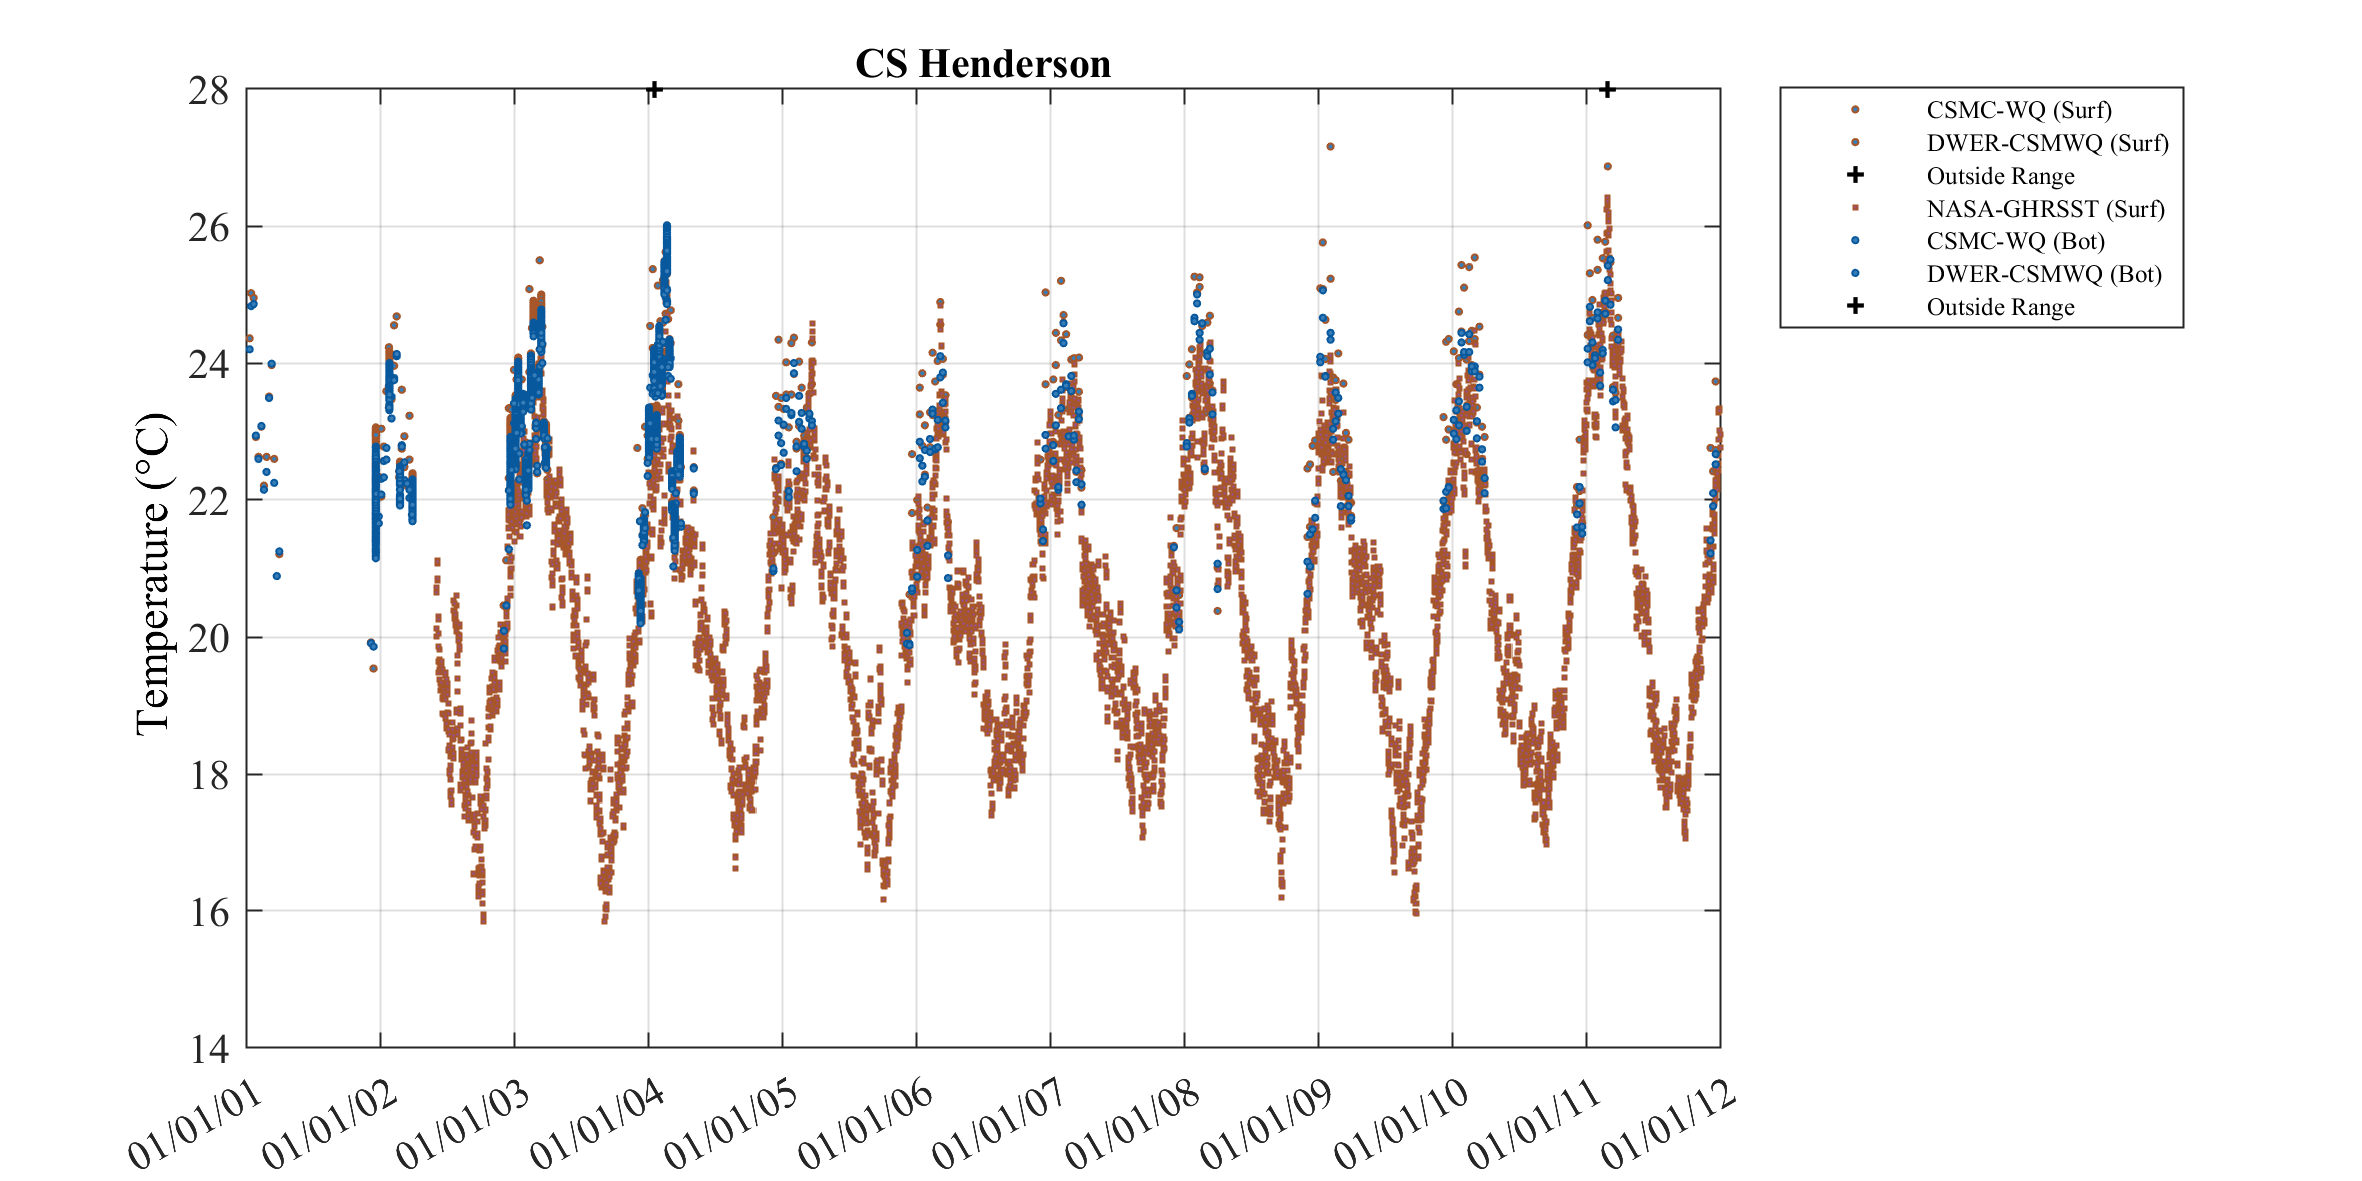 CS Henderson
28
26
24
22
20
18
16
14
Temperature (°C)
01/01/01
01/01/02
01/01/03
01/01/04
01/01/05
01/01/06
01/01/07
01/01/08
01/01/09
01/01/10
01/01/11
01/01/12
CSMC-WQ (Surf)
DWER-CSMWQ (Surf)
Outside Range
NASA-GHRSST (Surf)
CSMC-WQ (Bot)
DWER-CSMWQ (Bot)
Outside Range